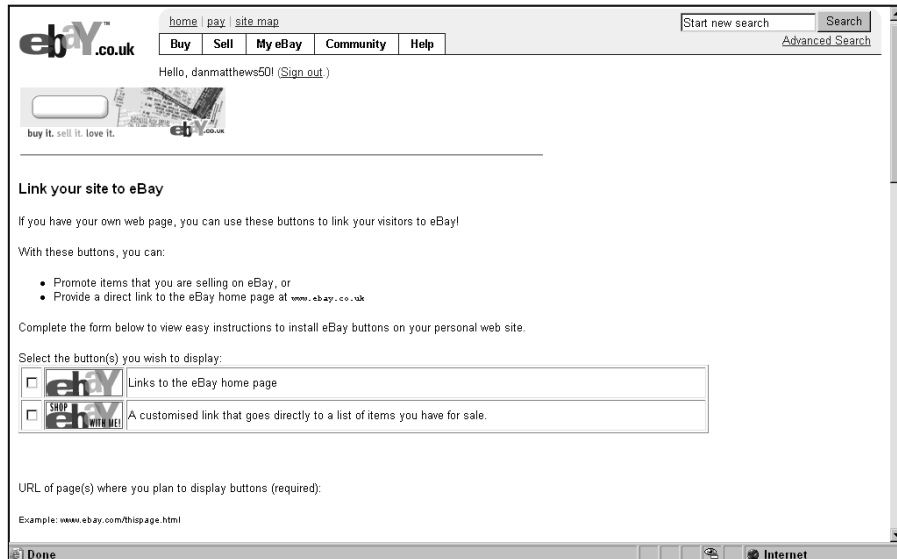 home | pay | site map
Start new search Search
ebY™.co.uk
Buy Sell My eBay Community Help
Advanced Search
Hello, danmatthews50! (Sign out.)
buy it. sell it. love it. ebY.co.uk
Link your site to eBay
If you have your own web page, you can use these buttons to link your visitors to eBay!
With these buttons, you can:
• Promote items that you are selling on eBay, or
• Provide a direct link to the eBay home page at www.ebay.co.uk
Complete the form below to view easy instructions to install eBay buttons on your personal web site.
Select the button(s) you wish to display:
ebY Links to the eBay home page
SHOP ebY WITH ME! A customised link that goes directly to a list of items you have for sale.
URL of page(s) where you plan to display buttons (required):
Example: www.ebay.com/thispage.html
Done Internet